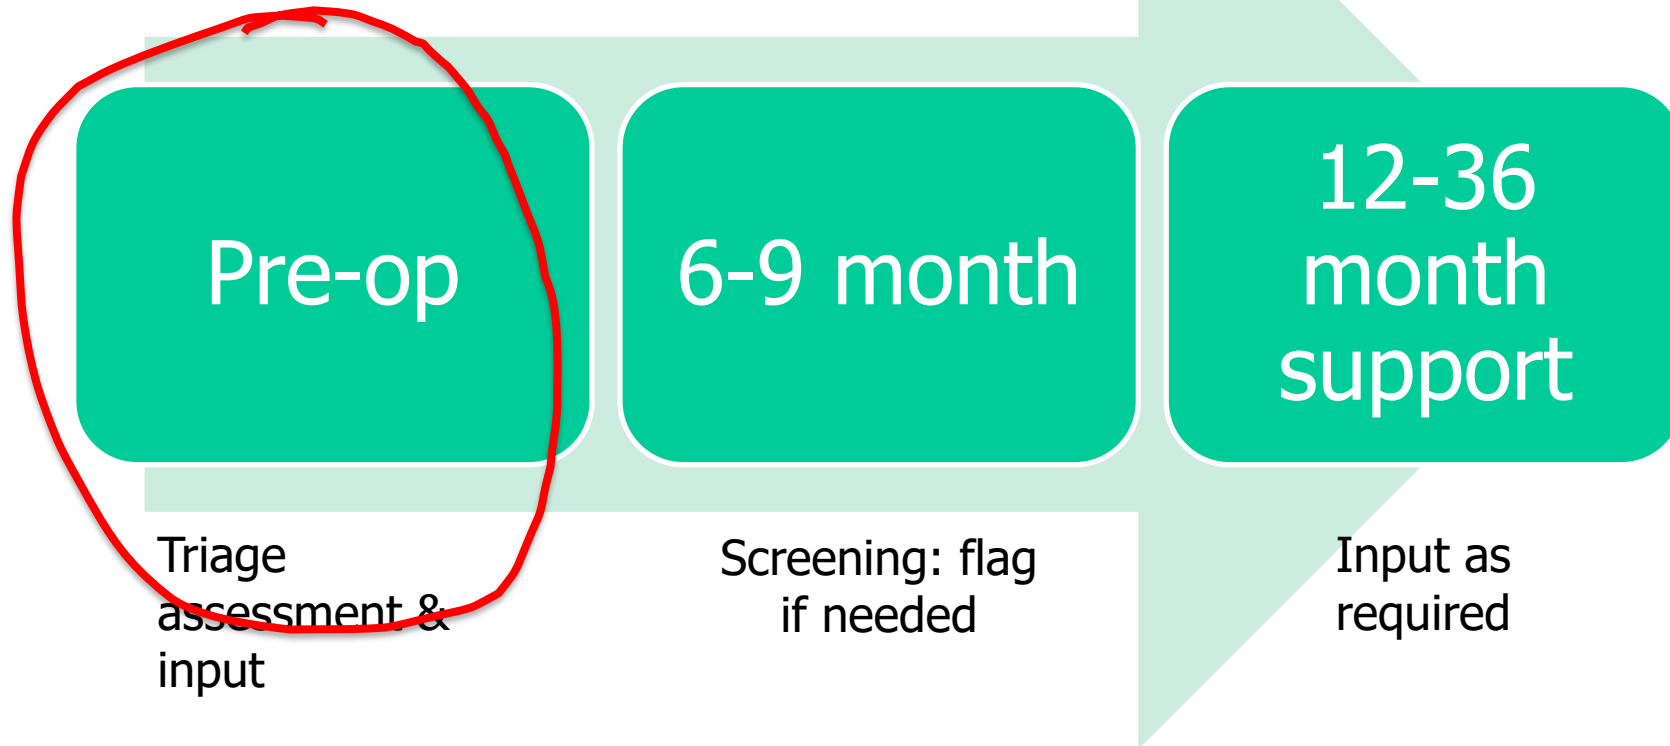 Pre-op
6-9 month
12-36
month
support
Triage
assessment &
input
Screening: flag
if needed
Input as
required